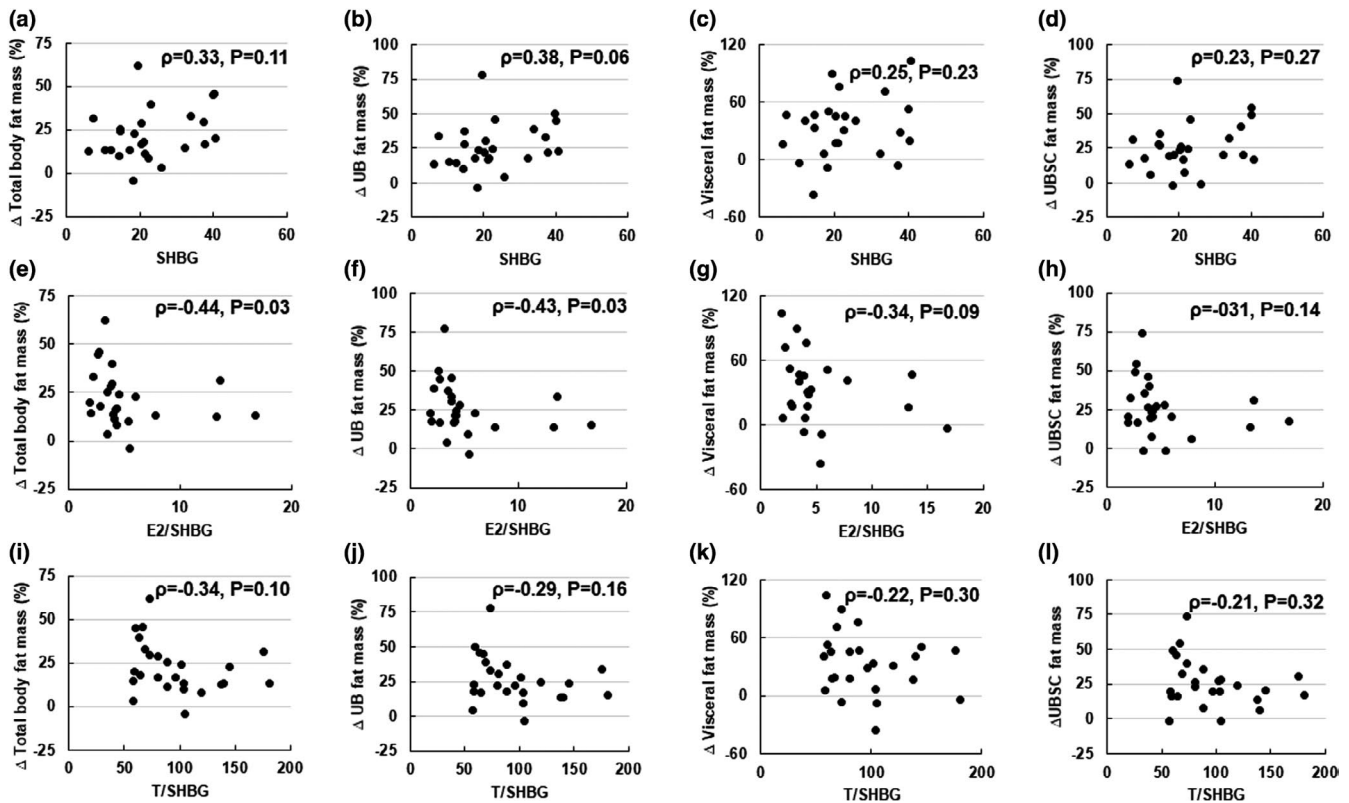 (a)
Δ Total body fat mass (%)
ρ=0.33, P=0.11
75
50
25
0
-25
0 20 40 60
SHBG
(b)
Δ UB fat mass (%)
ρ=0.38, P=0.06
100
75
50
25
0
-25
0 20 40 60
SHBG
(c)
Δ Visceral fat mass (%)
ρ=0.25, P=0.23
120
60
0
-60
0 20 40 60
SHBG
(d)
Δ UBSC fat mass (%)
ρ=0.23, P=0.27
100
75
50
25
0
-25
0 20 40 60
SHBG
(e)
Δ Total body fat mass (%)
ρ=-0.44, P=0.03
75
50
25
0
-25
0 10 20
E2/SHBG
(f)
Δ UB fat mass (%)
ρ=-0.43, P=0.03
100
75
50
25
0
-25
0 10 20
E2/SHBG
(g)
Δ Visceral fat mass (%)
ρ=-0.34, P=0.09
120
60
0
-60
0 5 10 15 20
E2/SHBG
(h)
Δ UBSC fat mass (%)
ρ=-031, P=0.14
100
75
50
25
0
-25
0 10 20
E2/SHBG
(i)
Δ Total body fat mass (%)
ρ=-0.34, P=0.10
75
50
25
0
-25
0 50 100 150 200
T/SHBG
(j)
Δ UB fat mass (%)
ρ=-0.29, P=0.16
100
75
50
25
0
-25
0 50 100 150 200
T/SHBG
(k)
Δ Visceral fat mass (%)
ρ=-0.22, P=0.30
120
60
0
-60
0 100 200
T/SHBG
(l)
ΔUBSC fat mass
ρ=-0.21, P=0.32
100
75
50
25
0
-25
0 50 100 150 200
T/SHBG